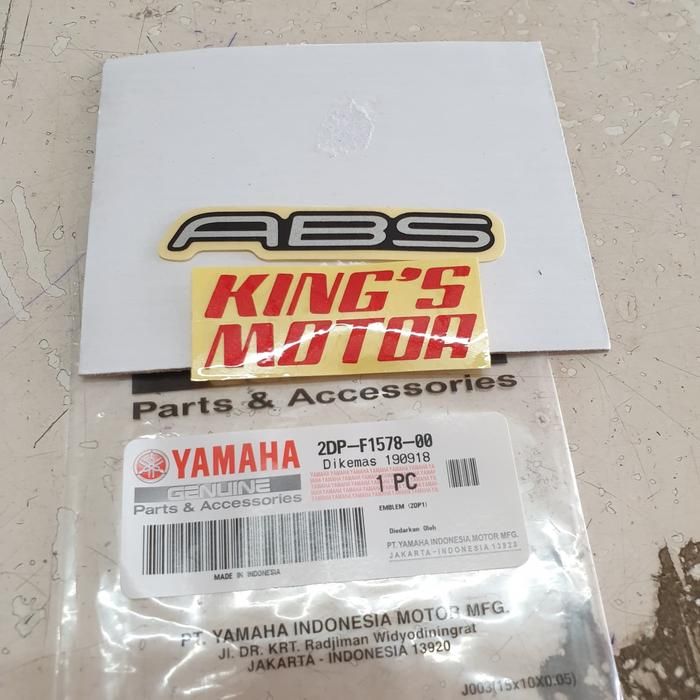 ABS
KING'S
MOTOR
Parts & Accessories
YAMAHA
GENUINE
Parts & Accessories
2DP-F1578-00
Dikemas 190918
1 PC
EMBLEM (2DP1)
Diedarkan Oleh
PT. YAMAHA INDONESIA MOTOR MFG.
JAKARTA-INDONESIA 13920
MADE IN INDONESIA
PT. YAMAHA INDONESIA MOTOR MFG.
Jl. DR. KRT. Radjiman Widyodiningrat
JAKARTA - INDONESIA 13920
J003(15x10X0.05)